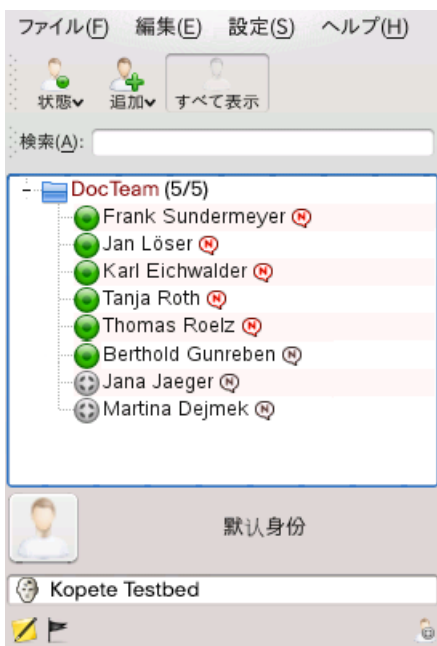 ファイル(F) 編集(E) 設定(S) ヘルプ(H)
状態 追加 すべて表示
検索(A):
DocTeam (5/5)
Frank Sundermeyer
Jan Löser
Karl Eichwalder
Tanja Roth
Thomas Roelz
Berthold Gunreben
Jana Jaeger
Martina Dejmek
默认身份
Kopete Testbed